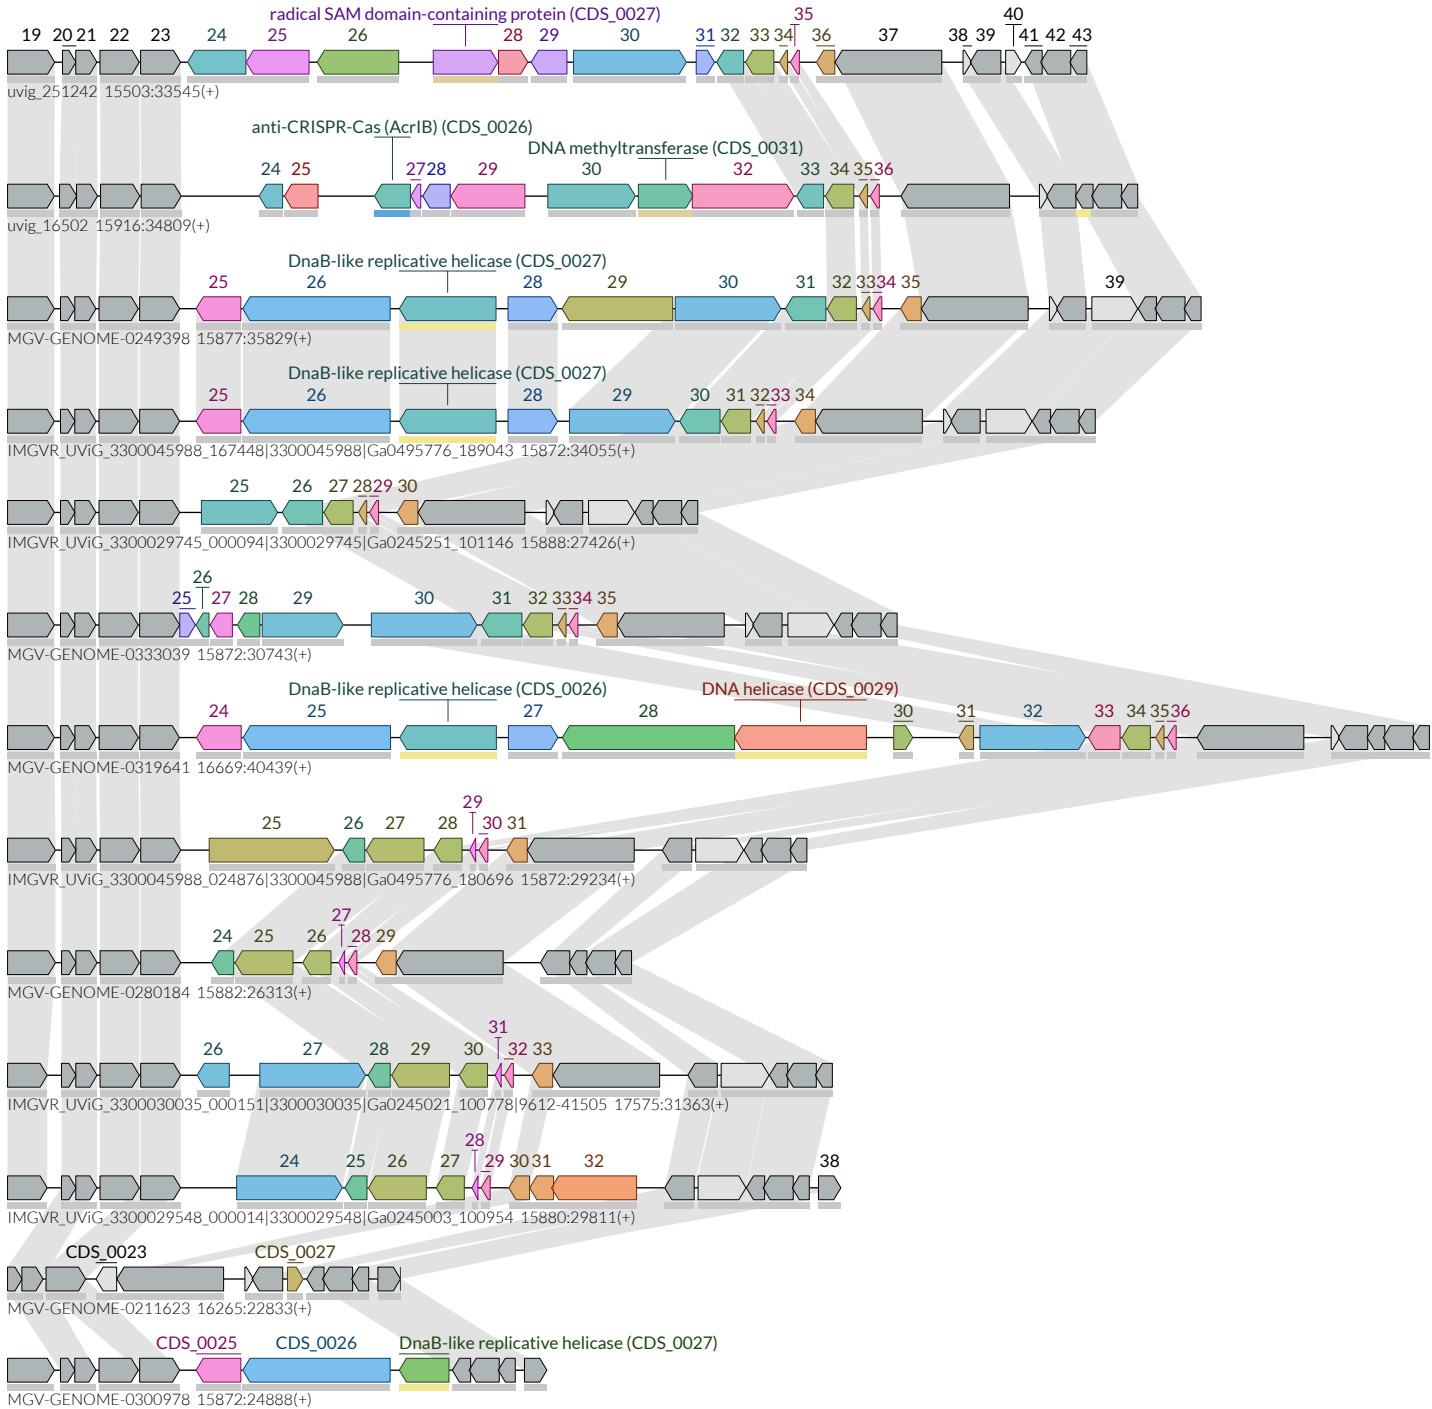 radical SAM domain-containing protein (CDS_0027) 35
19 20 21 22 23 24 25 26 28 29 30 31 32 33 34 36 37 38 39 40 41 42 43
uvig_251242 15503:33545(+)
anti-CRISPR-Cas (AcrIB) (CDS_0026)
DNA methyltransferase (CDS_0031)
24 25 27 28 29 30 32 33 34 35 36
uvig_16502 15916:34809(+)
DnaB-like replicative helicase (CDS_0027)
25 26 28 29 30 31 32 33 34 35 39
MGV-GENOME-0249398 15877:35829(+)
DnaB-like replicative helicase (CDS_0027)
25 26 28 29 30 31 32 33 34
IMGVR_UViG_3300045988_167448|3300045988|Ga0495776_189043 15872:34055(+)
25 26 27 28 29 30
IMGVR_UViG_3300029745_000094|3300029745|Ga0245251_101146 15888:27426(+)
26
25 27 28 29 30 31 32 33 34 35
MGV-GENOME-0333039 15872:30743(+)
DnaB-like replicative helicase (CDS_0026) DNA helicase (CDS_0029)
24 25 27 28 30 31 32 33 34 35 36
MGV-GENOME-0319641 16669:40439(+)
29
25 26 27 28 30 31
IMGVR_UViG_3300045988_024876|3300045988|Ga0495776_180696 15872:29234(+)
27
24 25 26 28 29
MGV-GENOME-0280184 15882:26313(+)
31
26 27 28 29 30 32 33
IMGVR_UViG_3300030035_000151|3300030035|Ga0245021_100778|9612-41505 17575:31363(+)
28
24 25 26 27 29 30 31 32 38
IMGVR_UViG_3300029548_000014|3300029548|Ga0245003_100954 15880:29811(+)
CDS_0023 CDS_0027
MGV-GENOME-0211623 16265:22833(+)
CDS_0025 CDS_0026 DnaB-like replicative helicase (CDS_0027)
MGV-GENOME-0300978 15872:24888(+)